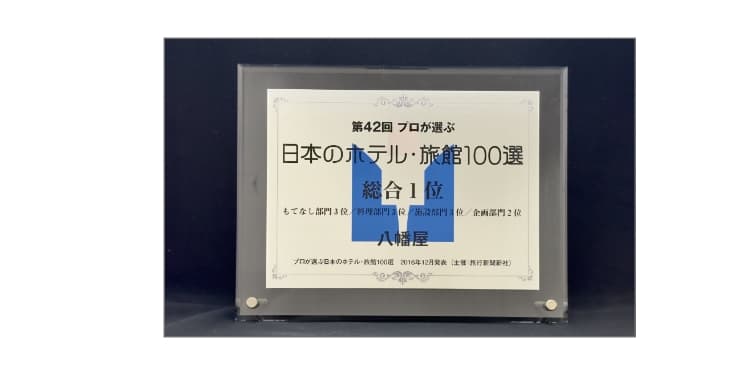 第42回 プロが選ぶ
日本のホテル・旅館100選
総合1位
もてなし部門3位／料理部門3位／施設部門3位／企画部門2位
八幡屋
プロが選ぶ日本のホテル・旅館100選 2016年12月発表（主催 旅行新聞新社）